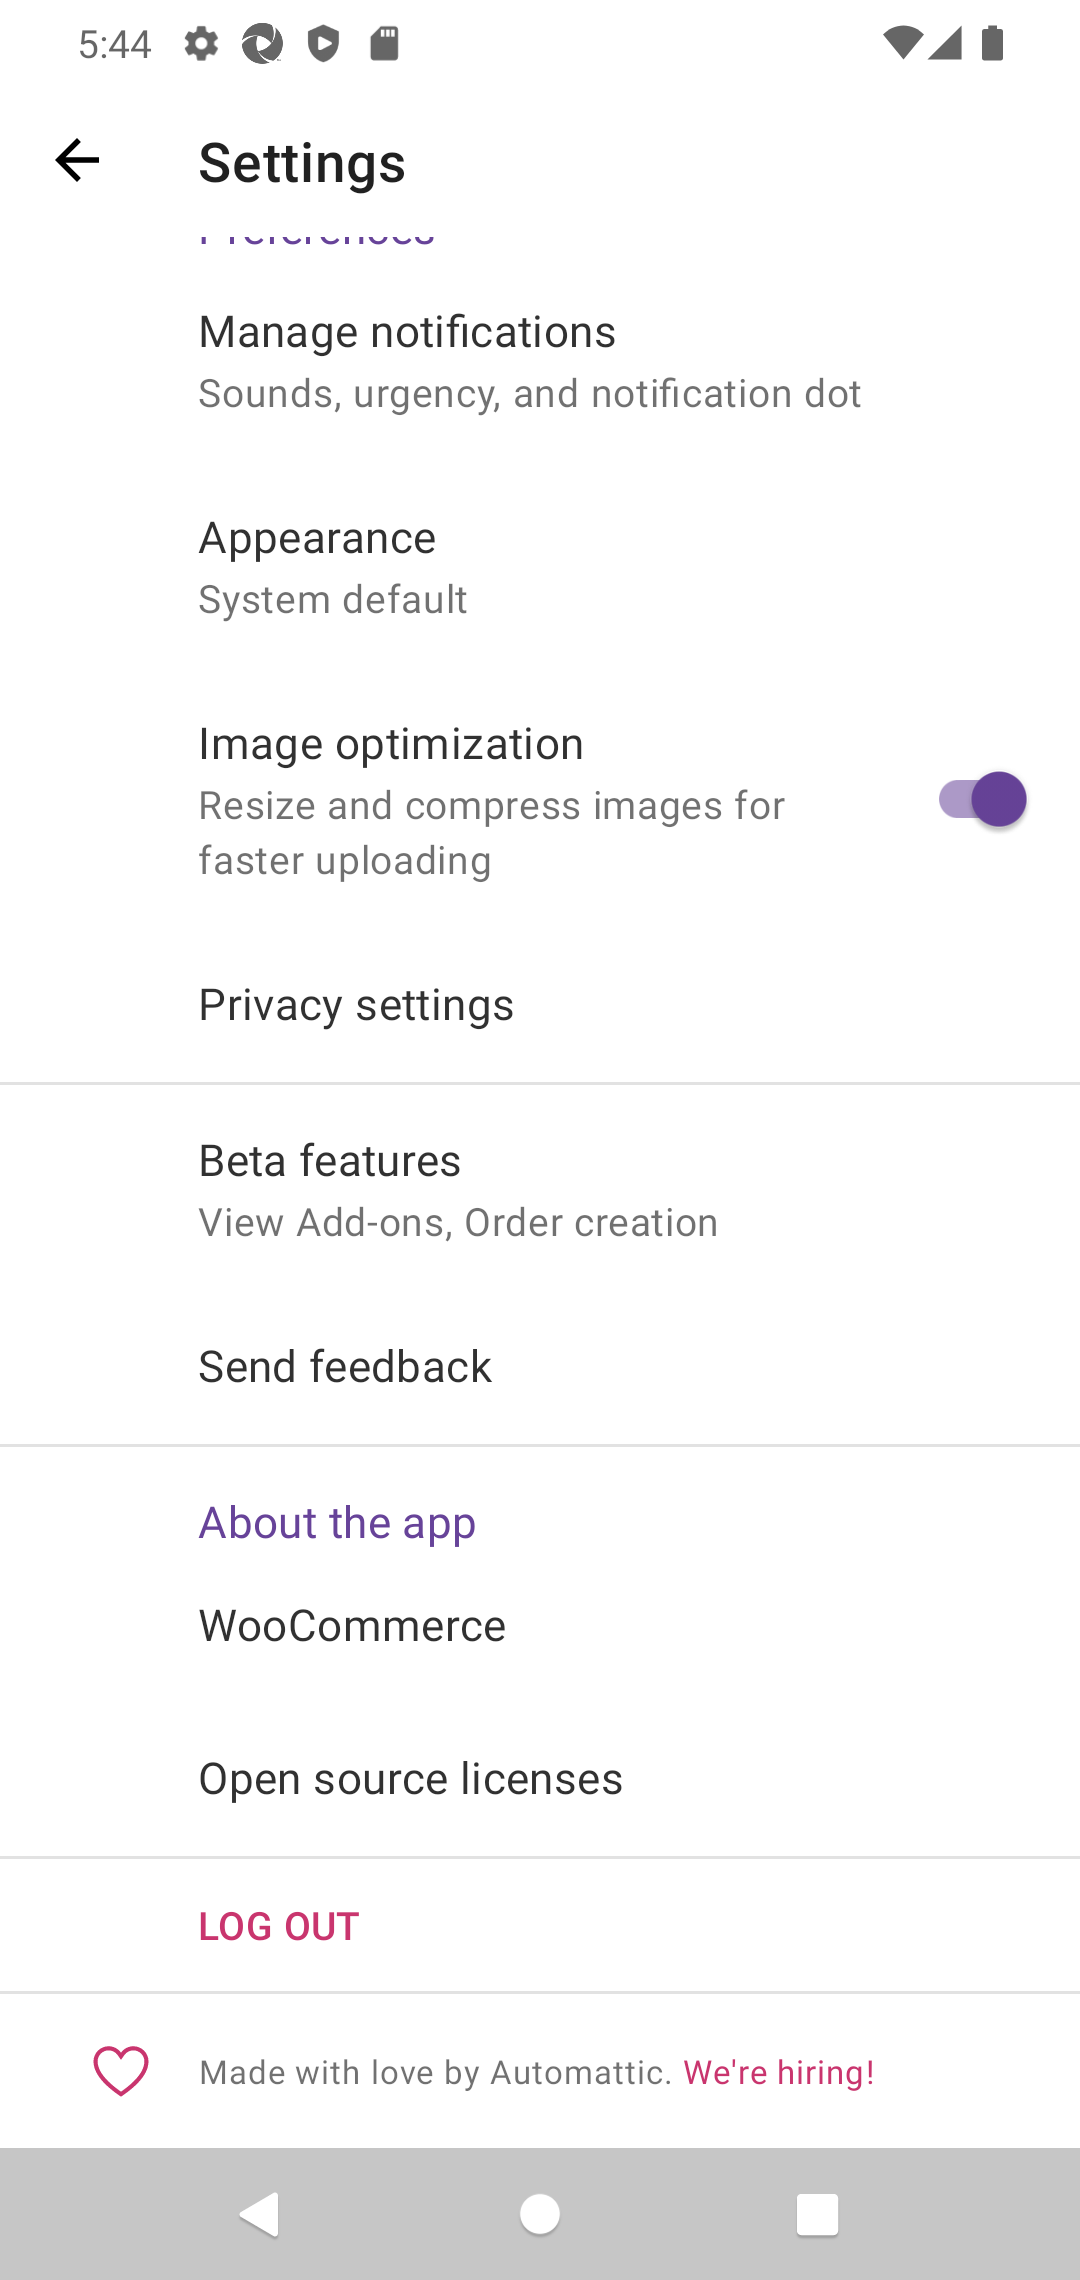 5:44
Settings
Preferences
Manage notifications
Sounds, urgency, and notification dot
Appearance
System default
Image optimization
Resize and compress images for
faster uploading
Privacy settings
Beta features
View Add-ons, Order creation
Send feedback
About the app
WooCommerce
Open source licenses
LOG OUT
Made with love by Automattic. We're hiring!